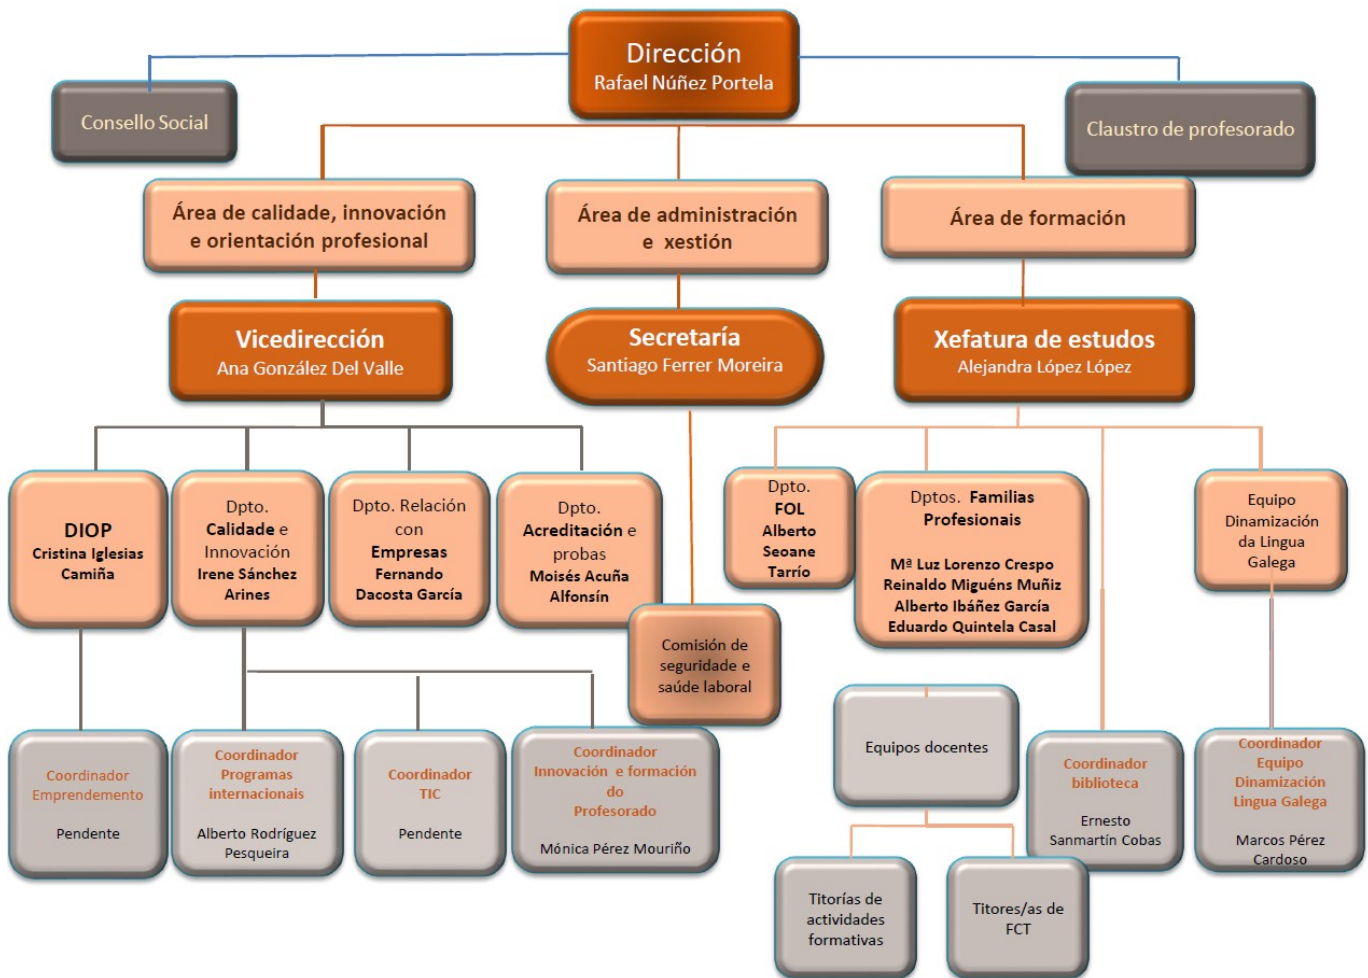 Dirección
Rafael Núñez Portela
Consello Social
Claustro de profesorado
Área de calidade, innovación
e orientación profesional
Área de administración
e xestión
Área de formación
Vicedirección
Ana González Del Valle
Secretaría
Santiago Ferrer Moreira
Xefatura de estudos
Alejandra López López
DIOP
Cristina Iglesias
Camiña
Dpto.
Calidade e
Innovación
Irene Sánchez
Arines
Dpto. Relación
con
Empresas
Fernando
Dacosta García
Dpto.
Acreditación e
probas
Moisés Acuña
Alfonsín
Dpto.
FOL
Alberto
Seoane
Tarrío
Dptos. Familias
Profesionais
Mª Luz Lorenzo Crespo
Reinaldo Miguéns Muñiz
Alberto Ibáñez García
Eduardo Quintela Casal
Equipo
Dinamización
da Lingua
Galega
Comisión de
seguridade e
saúde laboral
Coordinador
Emprendemento
Pendente
Coordinador
Programas
internacionais
Alberto Rodríguez
Pesqueira
Coordinador
TIC
Pendente
Coordinador
Innovación e formación
do
Profesorado
Mónica Pérez Mouriño
Equipos docentes
Coordinador
biblioteca
Ernesto
Sanmartín Cobas
Coordinador
Equipo
Dinamización
Lingua Galega
Marcos Pérez
Cardoso
Titorías de
actividades
formativas
Titores/as de
FCT